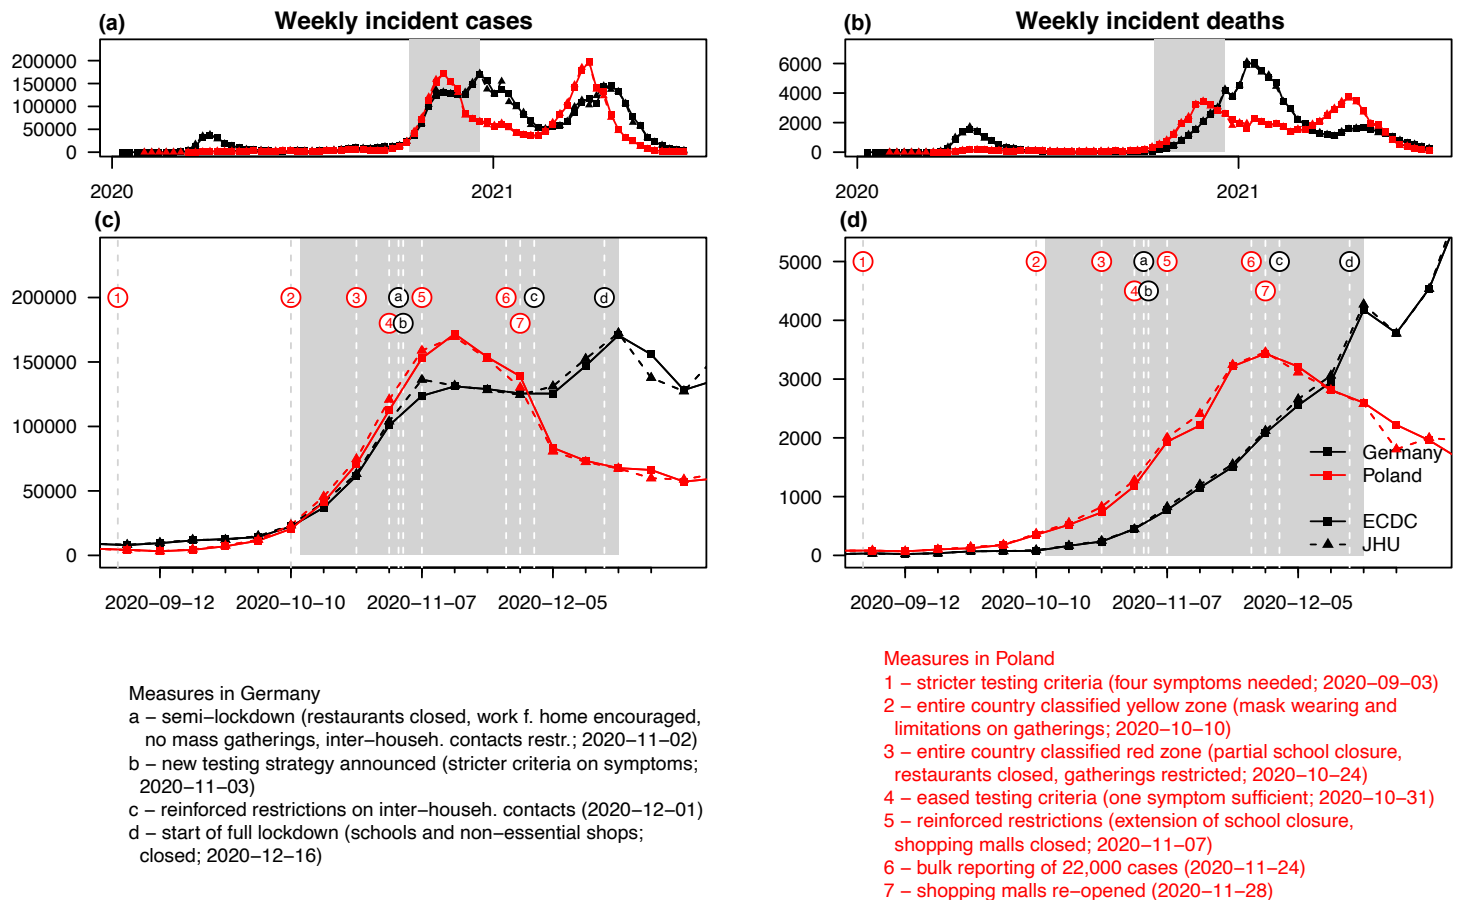 (a)
Weekly incident cases
200000
150000
100000
50000
0
2020
2021
(b)
Weekly incident deaths
6000
4000
2000
0
2020
2021
(c)
200000
150000
100000
50000
0
1
2
3
a
5
6
c
d
4
b
7
2020−09−12
2020−10−10
2020−11−07
2020−12−05
(d)
5000
4000
3000
2000
1000
0
1
2
3
a
5
6
c
d
4
b
7
Germany
Poland
ECDC
JHU
2020−09−12
2020−10−10
2020−11−07
2020−12−05
Measures in Germany
a − semi−lockdown (restaurants closed, work f. home encouraged,
no mass gatherings, inter−househ. contacts restr.; 2020−11−02)
b − new testing strategy announced (stricter criteria on symptoms;
2020−11−03)
c − reinforced restrictions on inter−househ. contacts (2020−12−01)
d − start of full lockdown (schools and non−essential shops;
closed; 2020−12−16)
Measures in Poland
1 − stricter testing criteria (four symptoms needed; 2020−09−03)
2 − entire country classified yellow zone (mask wearing and
limitations on gatherings; 2020−10−10)
3 − entire country classified red zone (partial school closure,
restaurants closed, gatherings restricted; 2020−10−24)
4 − eased testing criteria (one symptom sufficient; 2020−10−31)
5 − reinforced restrictions (extension of school closure,
shopping malls closed; 2020−11−07)
6 − bulk reporting of 22,000 cases (2020−11−24)
7 − shopping malls re−opened (2020−11−28)